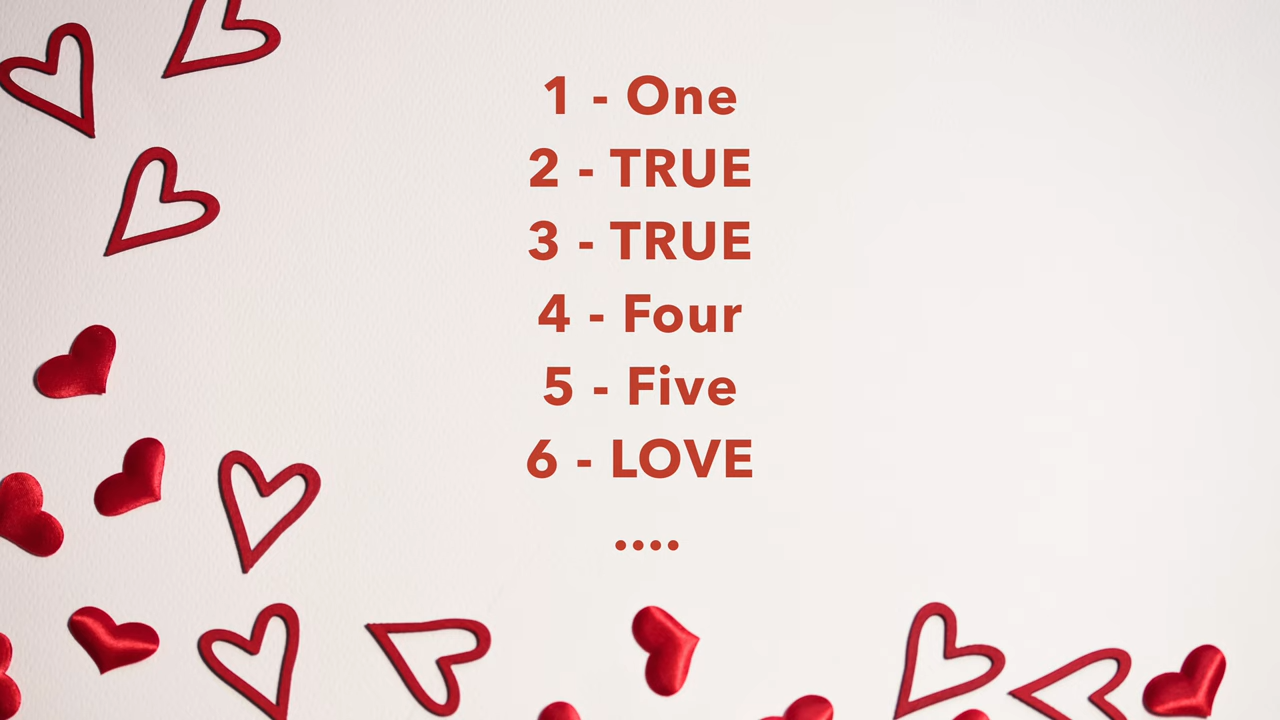 1 - One
2 - TRUE
3 - TRUE
4 - Four
5 - Five
6 - LOVE
....